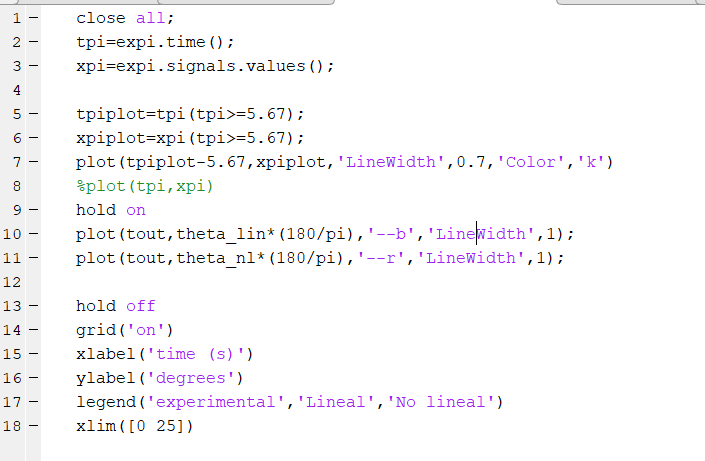 1 - close all;
2 - tpi=expi.time();
3 - xpi=expi.signals.values();
4
5 - tpiplot=tpi(tpi>=5.67);
6 - xpiplot=xpi(tpi>=5.67);
7 - plot(tpiplot-5.67,xpiplot,'LineWidth',0.7,'Color','k')
8 %plot(tpi,xpi)
9 - hold on
10 - plot(tout,theta_lin*(180/pi),'--b','LineWidth',1);
11 - plot(tout,theta_nl*(180/pi),'--r','LineWidth',1);
12
13 - hold off
14 - grid('on')
15 - xlabel('time (s)')
16 - ylabel('degrees')
17 - legend('experimental','Lineal','No lineal')
18 - xlim([0 25])